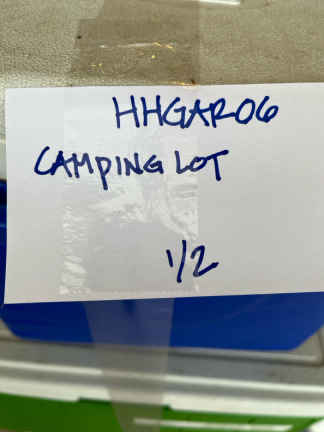 HHGAR06
CAMPING LOT
1/2